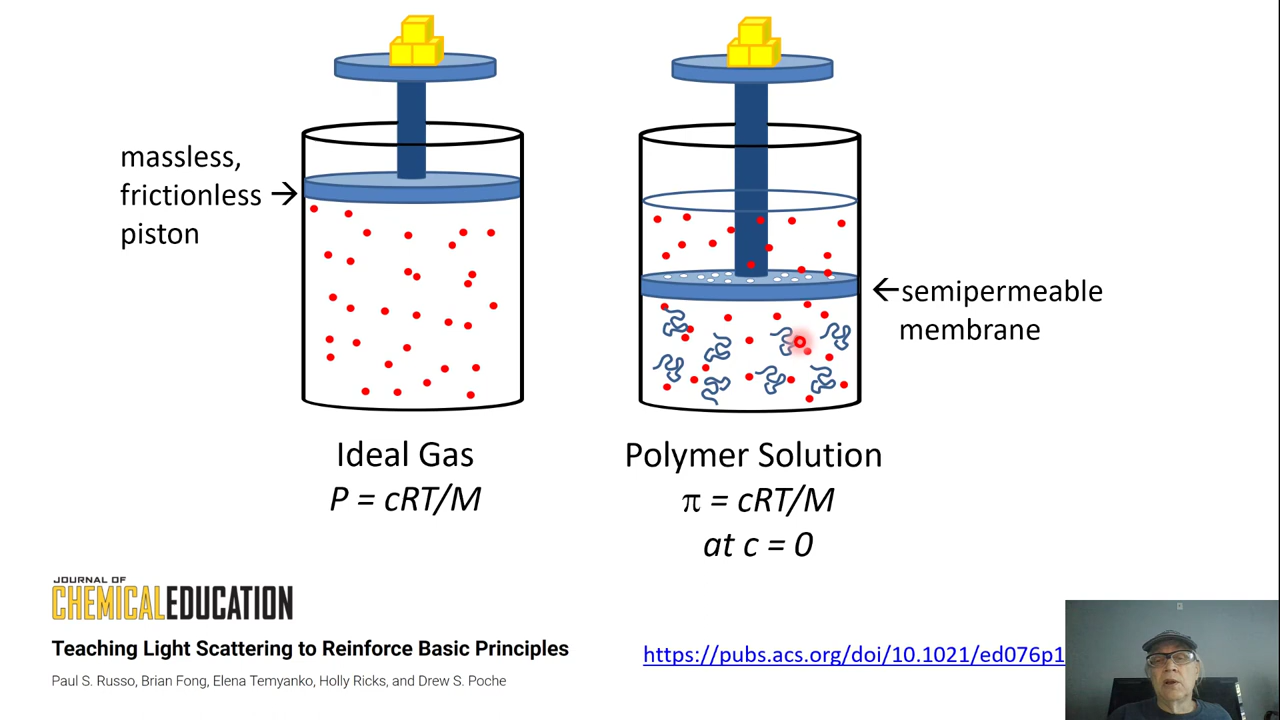 massless,
frictionless →
piston
←semipermeable
membrane
Ideal Gas
P = cRT/M
Polymer Solution
π = cRT/M
at c = 0
JOURNAL OF
CHEMICALEDUCATION
Teaching Light Scattering to Reinforce Basic Principles
Paul S. Russo, Brian Fong, Elena Temyanko, Holly Ricks, and Drew S. Poche
https://pubs.acs.org/doi/10.1021/ed076p1